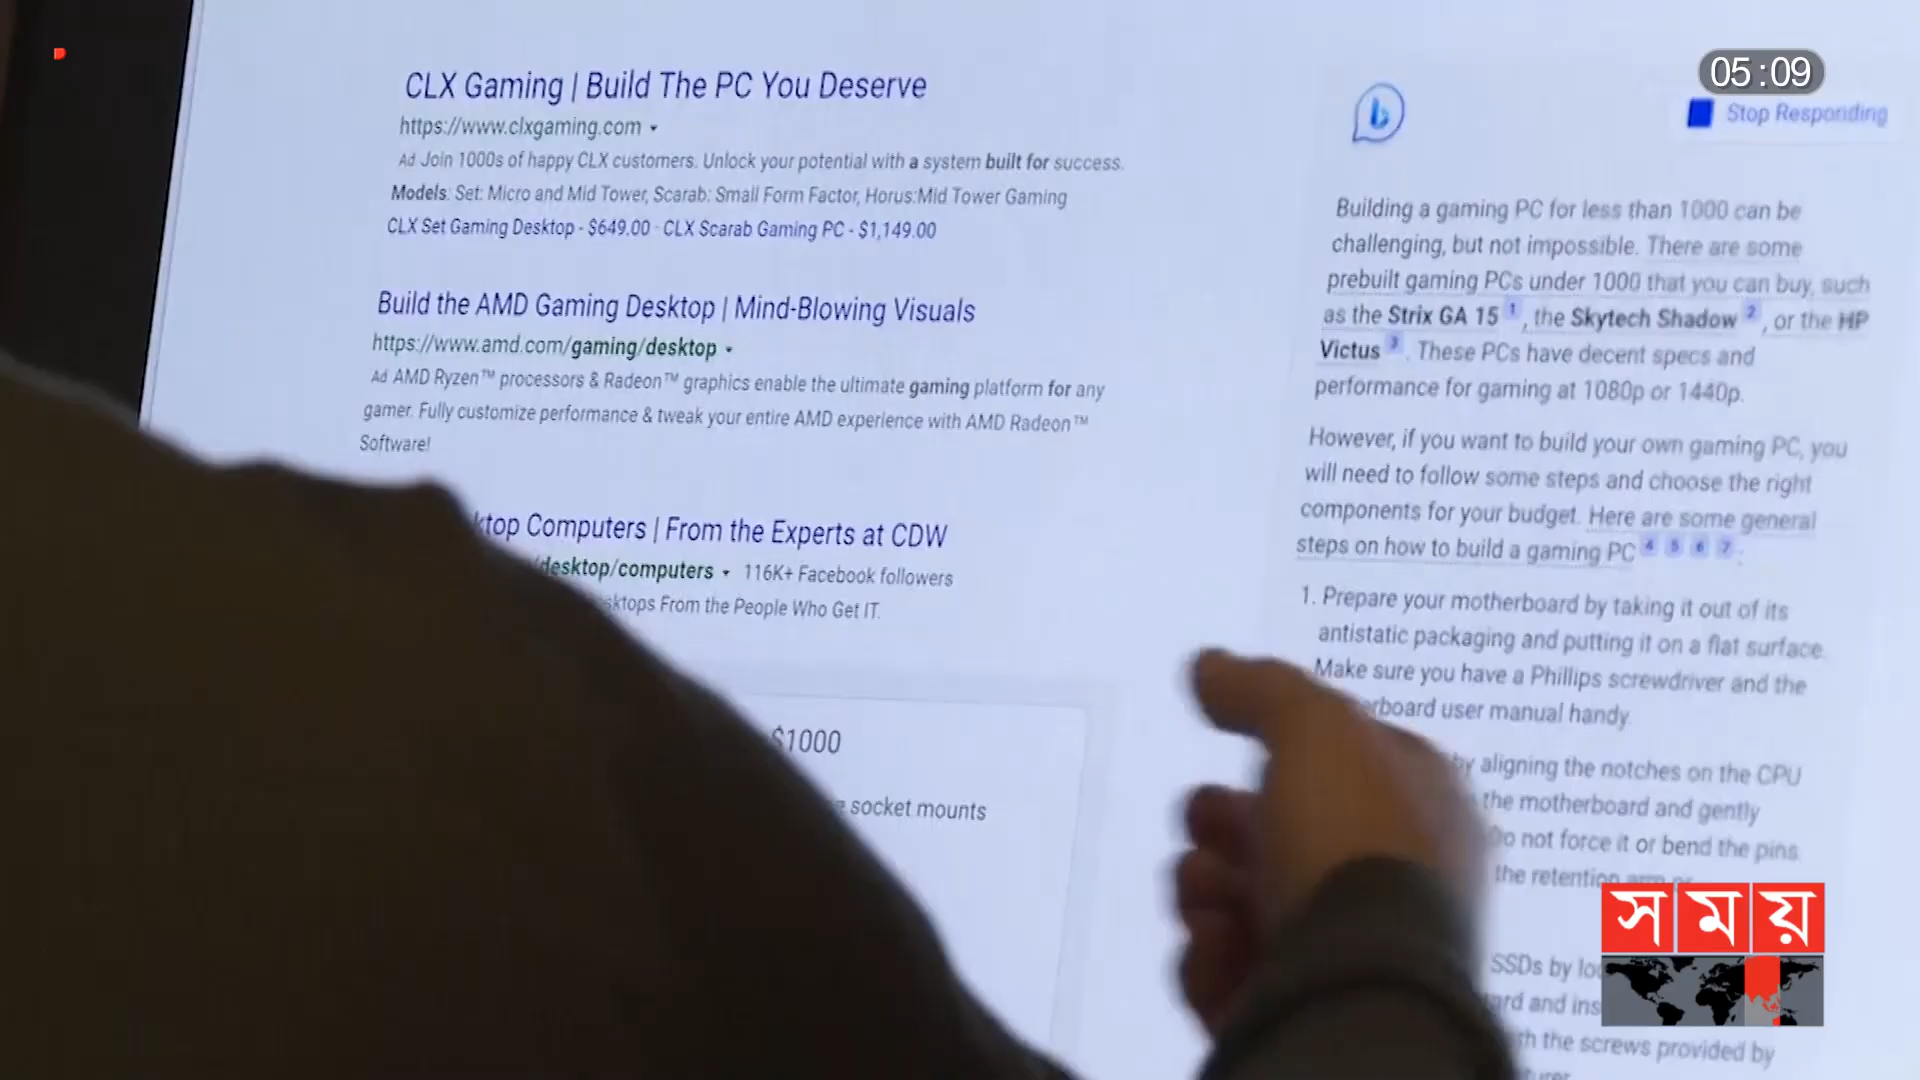 05:09
CLX Gaming | Build The PC You Deserve
https://www.clxgaming.com
Ad Join 1000s of happy CLX customers. Unlock your potential with a system built for success.
Models: Set: Micro and Mid Tower, Scarab: Small Form Factor, Horus:Mid Tower Gaming
CLX Set Gaming Desktop - $649.00 · CLX Scarab Gaming PC - $1,149.00
Build the AMD Gaming Desktop | Mind-Blowing Visuals
https://www.amd.com/gaming/desktop
Ad AMD Ryzen™ processors & Radeon™ graphics enable the ultimate gaming platform for any
gamer. Fully customize performance & tweak your entire AMD experience with AMD Radeon™
Software!
Computers | From the Experts at CDW
/desktop/computers 116K+ Facebook followers
From the People Who Get IT.
$1000
socket mounts
b
Stop Responding
Building a gaming PC for less than 1000 can be
challenging, but not impossible. There are some
prebuilt gaming PCs under 1000 that you can buy, such
as the Strix GA 15 1, the Skytech Shadow 2, or the HP
Victus 3. These PCs have decent specs and
performance for gaming at 1080p or 1440p.
However, if you want to build your own gaming PC, you
will need to follow some steps and choose the right
components for your budget. Here are some general
steps on how to build a gaming PC 4 5 6 7:
1. Prepare your motherboard by taking it out of its
antistatic packaging and putting it on a flat surface.
Make sure you have a Phillips screwdriver and the
user manual handy.
by aligning the notches on the CPU
the motherboard and gently
Do not force it or bend the pins.
the retention arm
SSDs by
and
the screws provided by
সময়